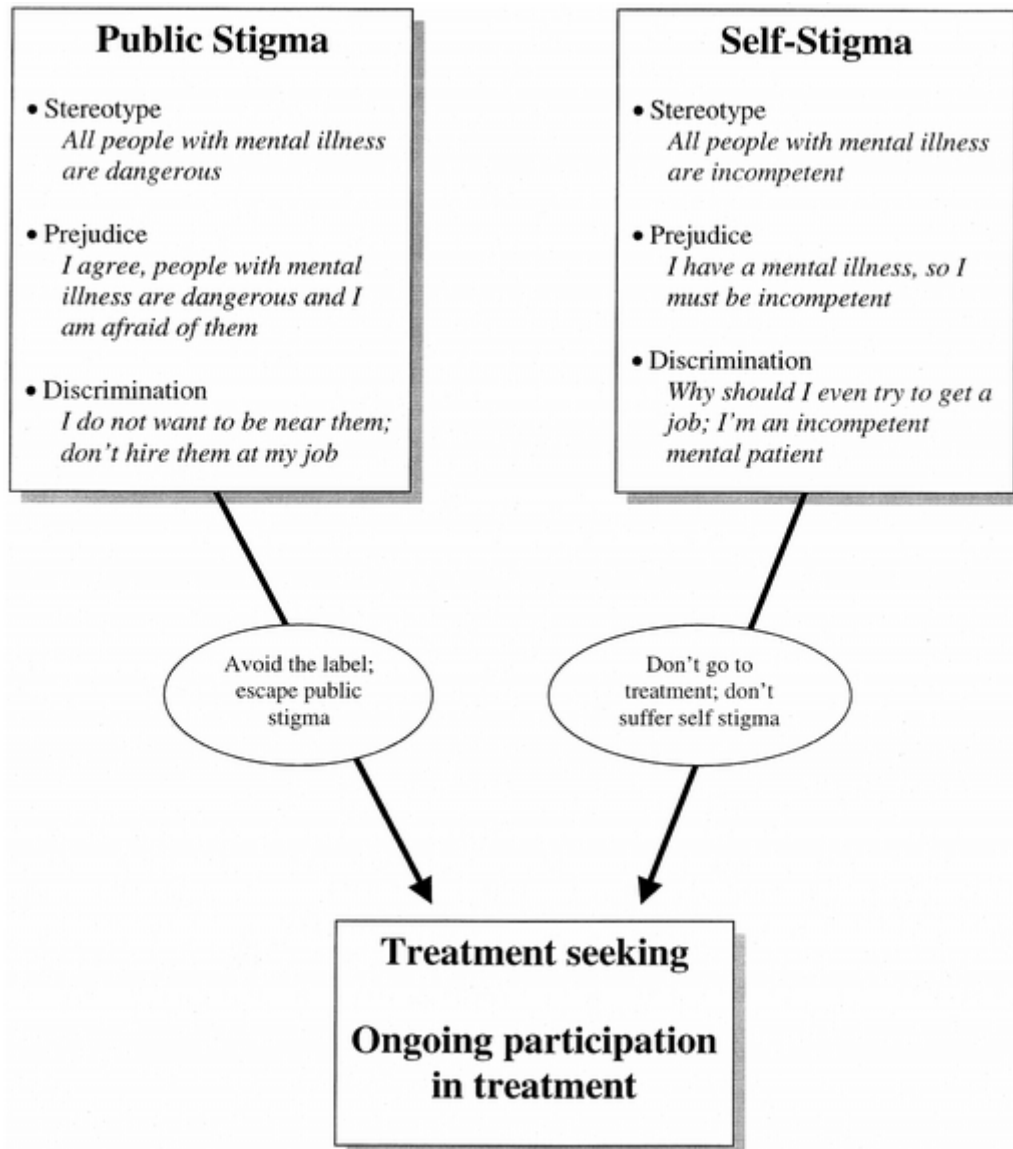 Public Stigma
• Stereotype
All people with mental illness
are dangerous
• Prejudice
I agree, people with mental
illness are dangerous and I
am afraid of them
• Discrimination
I do not want to be near them;
don't hire them at my job
Self-Stigma
• Stereotype
All people with mental illness
are incompetent
• Prejudice
I have a mental illness, so I
must be incompetent
• Discrimination
Why should I even try to get a
job; I'm an incompetent
mental patient
Avoid the label;
escape public
stigma
Don't go to
treatment; don't
suffer self stigma
Treatment seeking
Ongoing participation
in treatment